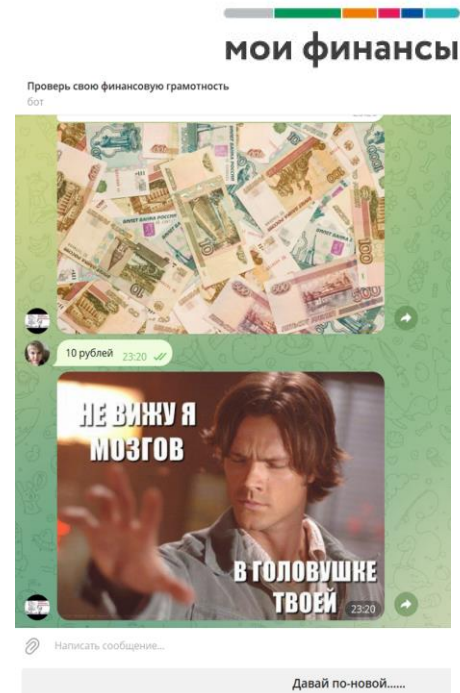 мои финансы
Проверь свою финансовую грамотность
бот
10 рублей 23:20
НЕ ВИЖУ Я
МОЗГОВ
В ГОЛОВУШКЕ
ТВОЕЙ 23:20
Написать сообщение...
Давай по-новой......